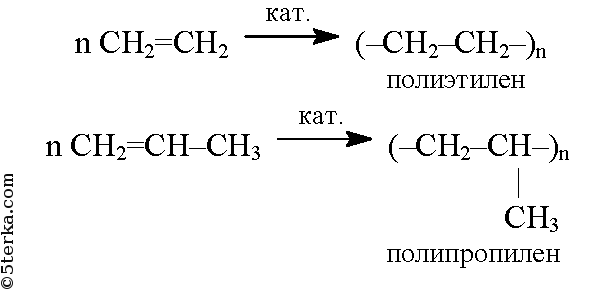 n CH₂=CH₂ кат. (–CH₂–CH₂–)ₙ
полиэтилен
n CH₂=CH–CH₃ кат. (–CH₂–CH–)ₙ
CH₃
полипропилен
©5terka.com